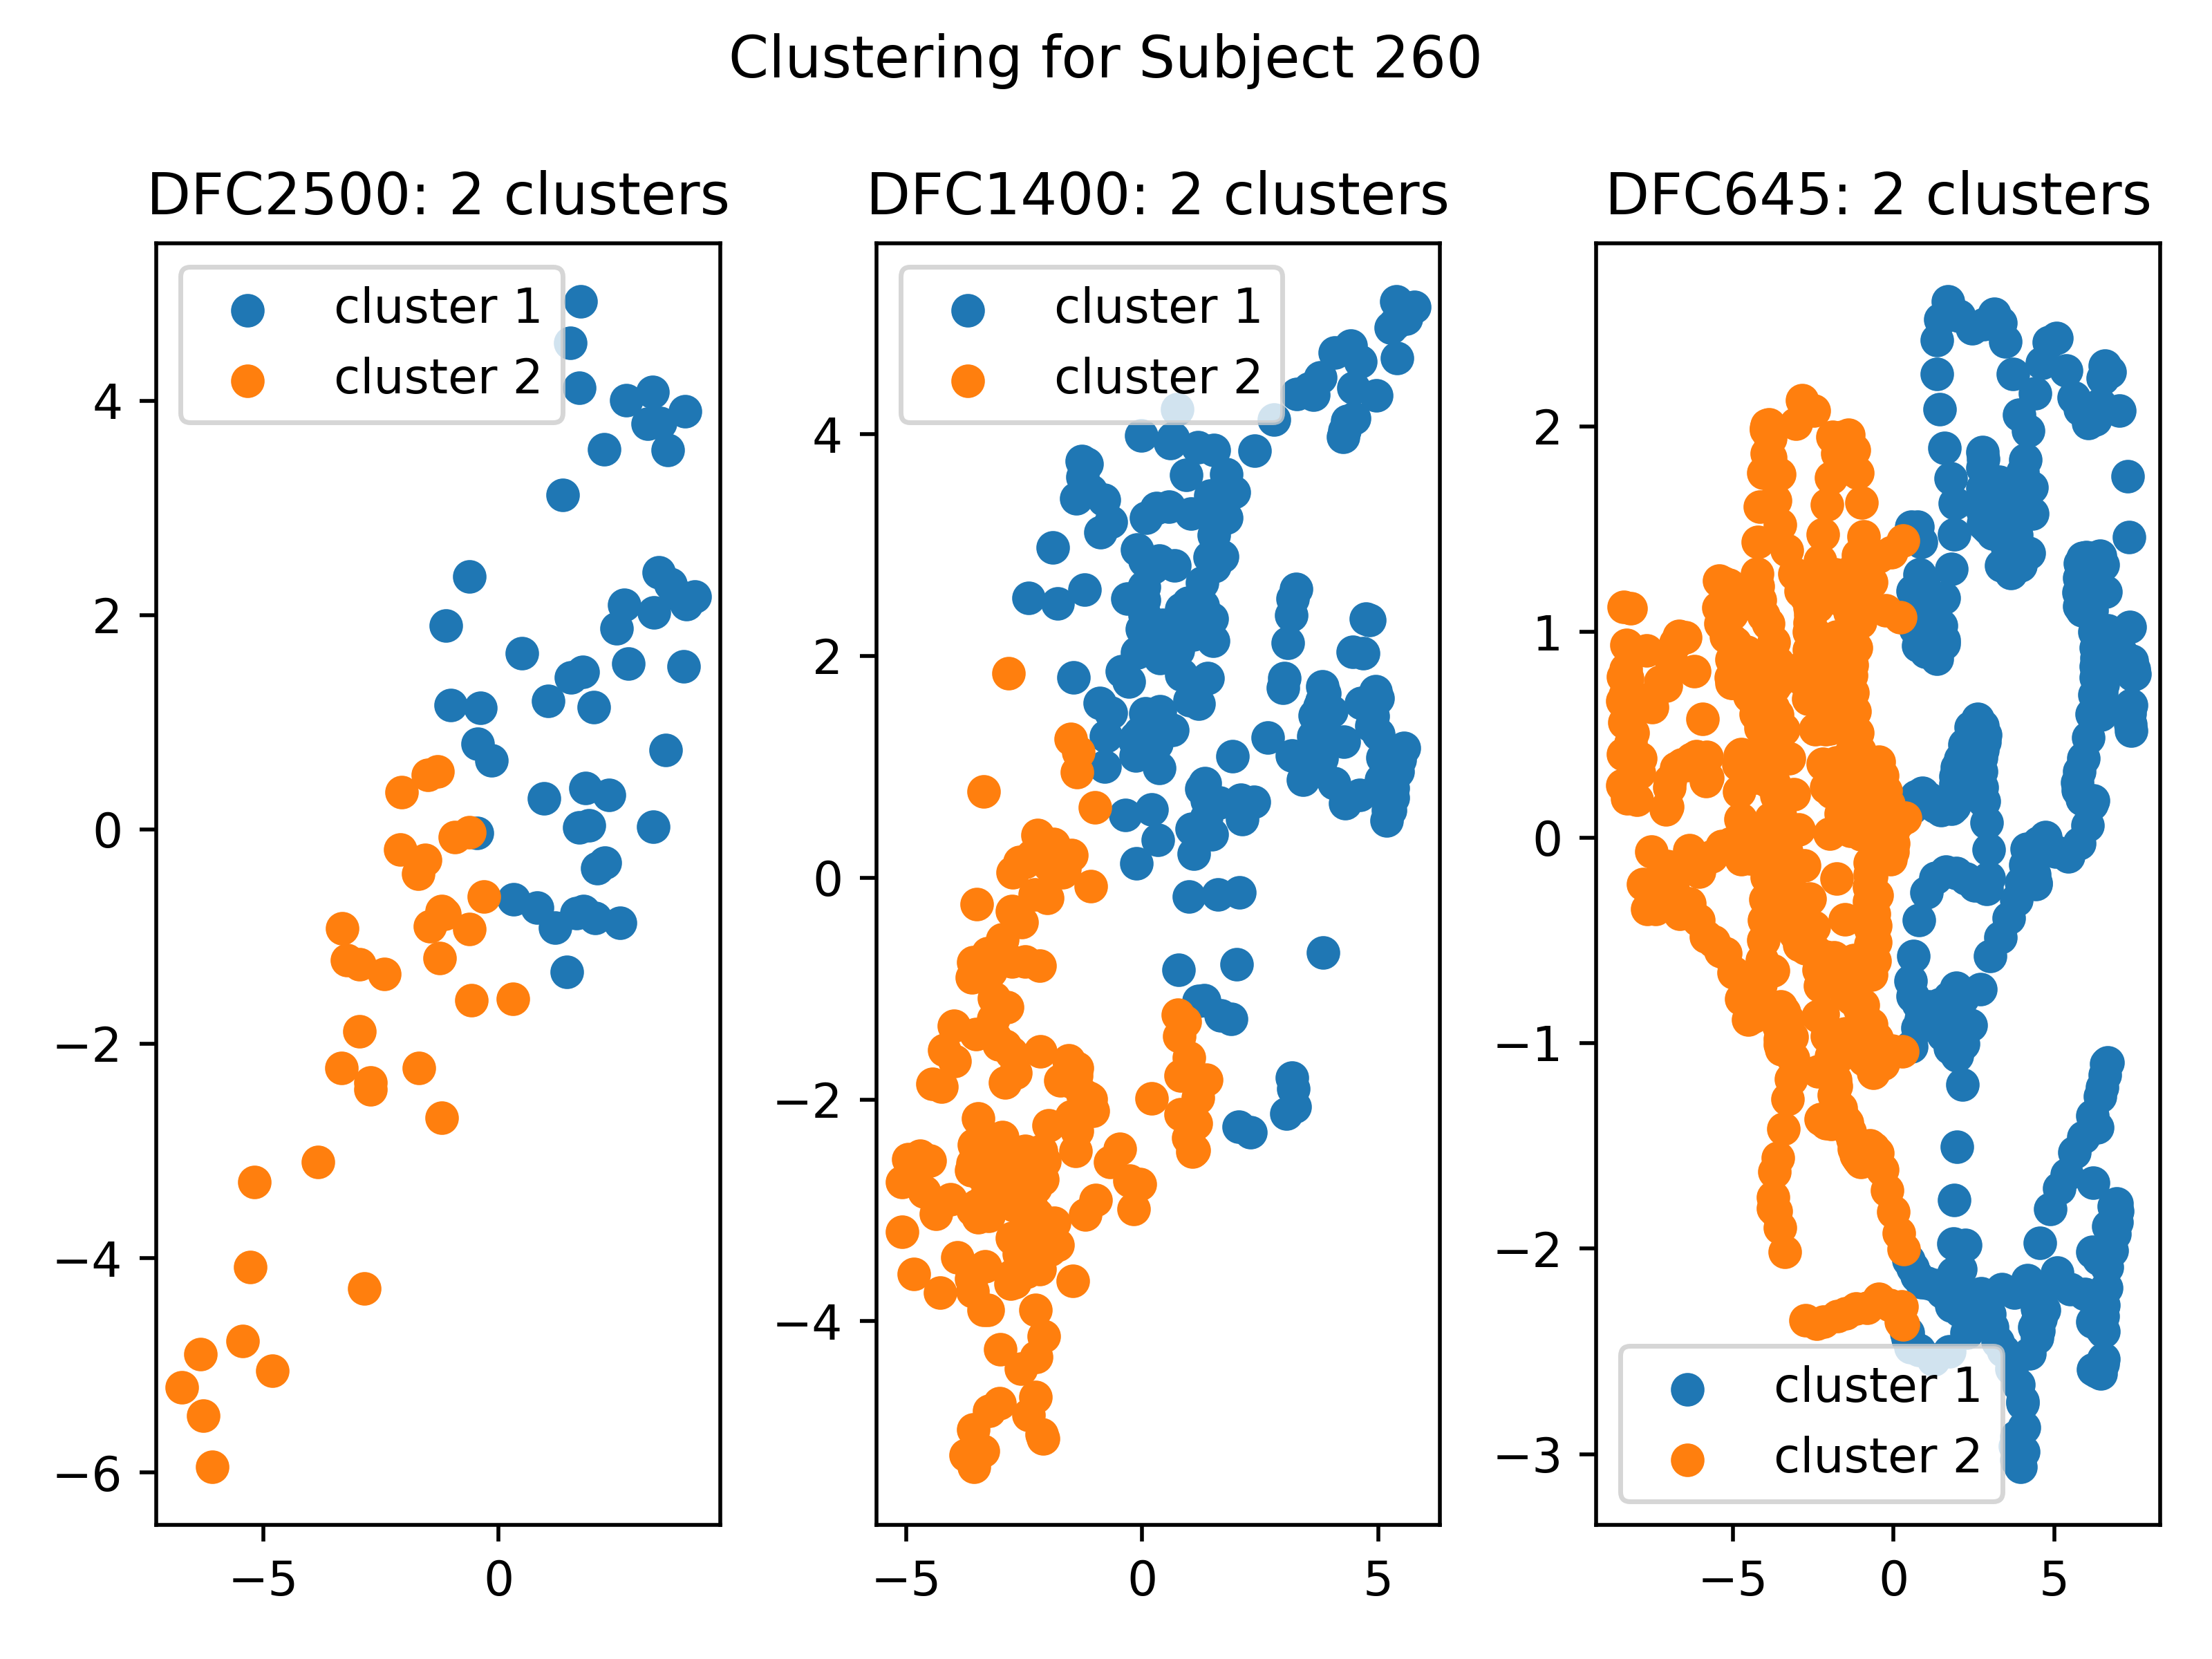 Clustering for Subject 260
DFC2500: 2 clusters
DFC1400: 2 clusters
DFC645: 2 clusters
cluster 1
cluster 2
4
2
0
−2
−4
−6
−5
0
cluster 1
cluster 2
4
2
0
−2
−4
−5
0
5
2
1
0
−1
−2
−3
cluster 1
cluster 2
−5
0
5